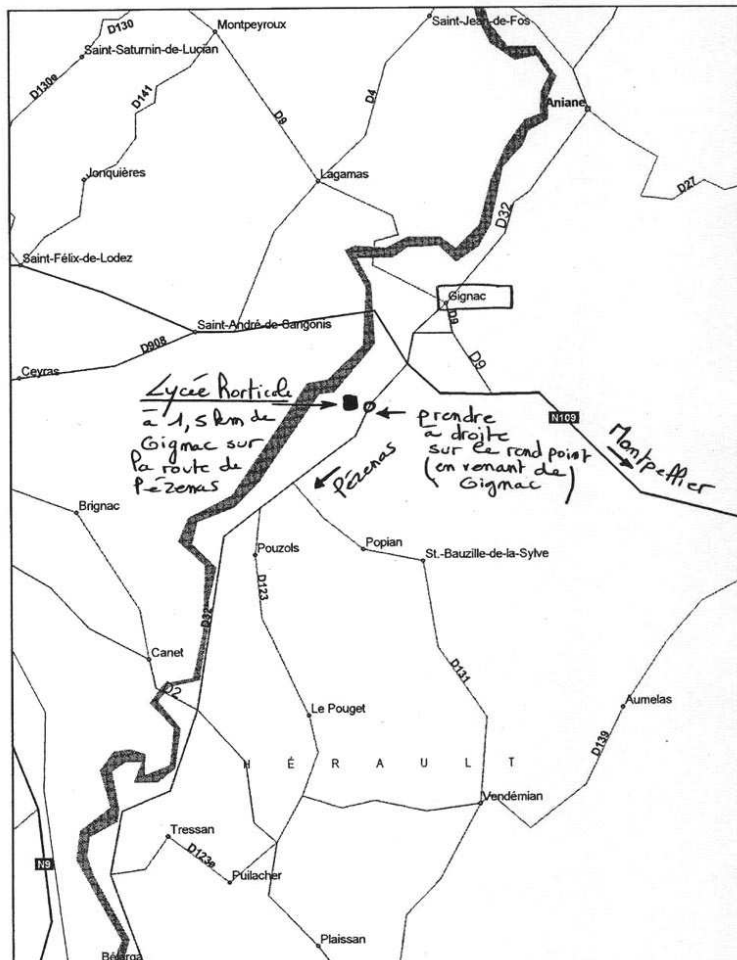 D130
Montpeyroux
Saint-Jean-de-Fos
Saint-Saturnin-de-Lucian
D130e
D141
D9
D4
Aniane
Jonquières
Lagamas
D27
D32
Saint-Félix-de-Lodez
Gignac
D9
Saint-André-de-Sangonis
D908
D9
Ceyras
Lycée horticole
à 1,5 km de
Gignac sur
la route de
Pézenas
prendre
à droite
sur le rond point
(en venant de
Gignac)
N109
Montpellier
Pézenas
Brignac
Pouzols
Popian
St.-Bauzille-de-la-Sylve
D123
D32
Canet
D2
D131
Le Pouget
Aumelas
D139
HÉRAULT
Vendémian
Tressan
D123e
N9
Puilacher
Plaissan
Bélarga